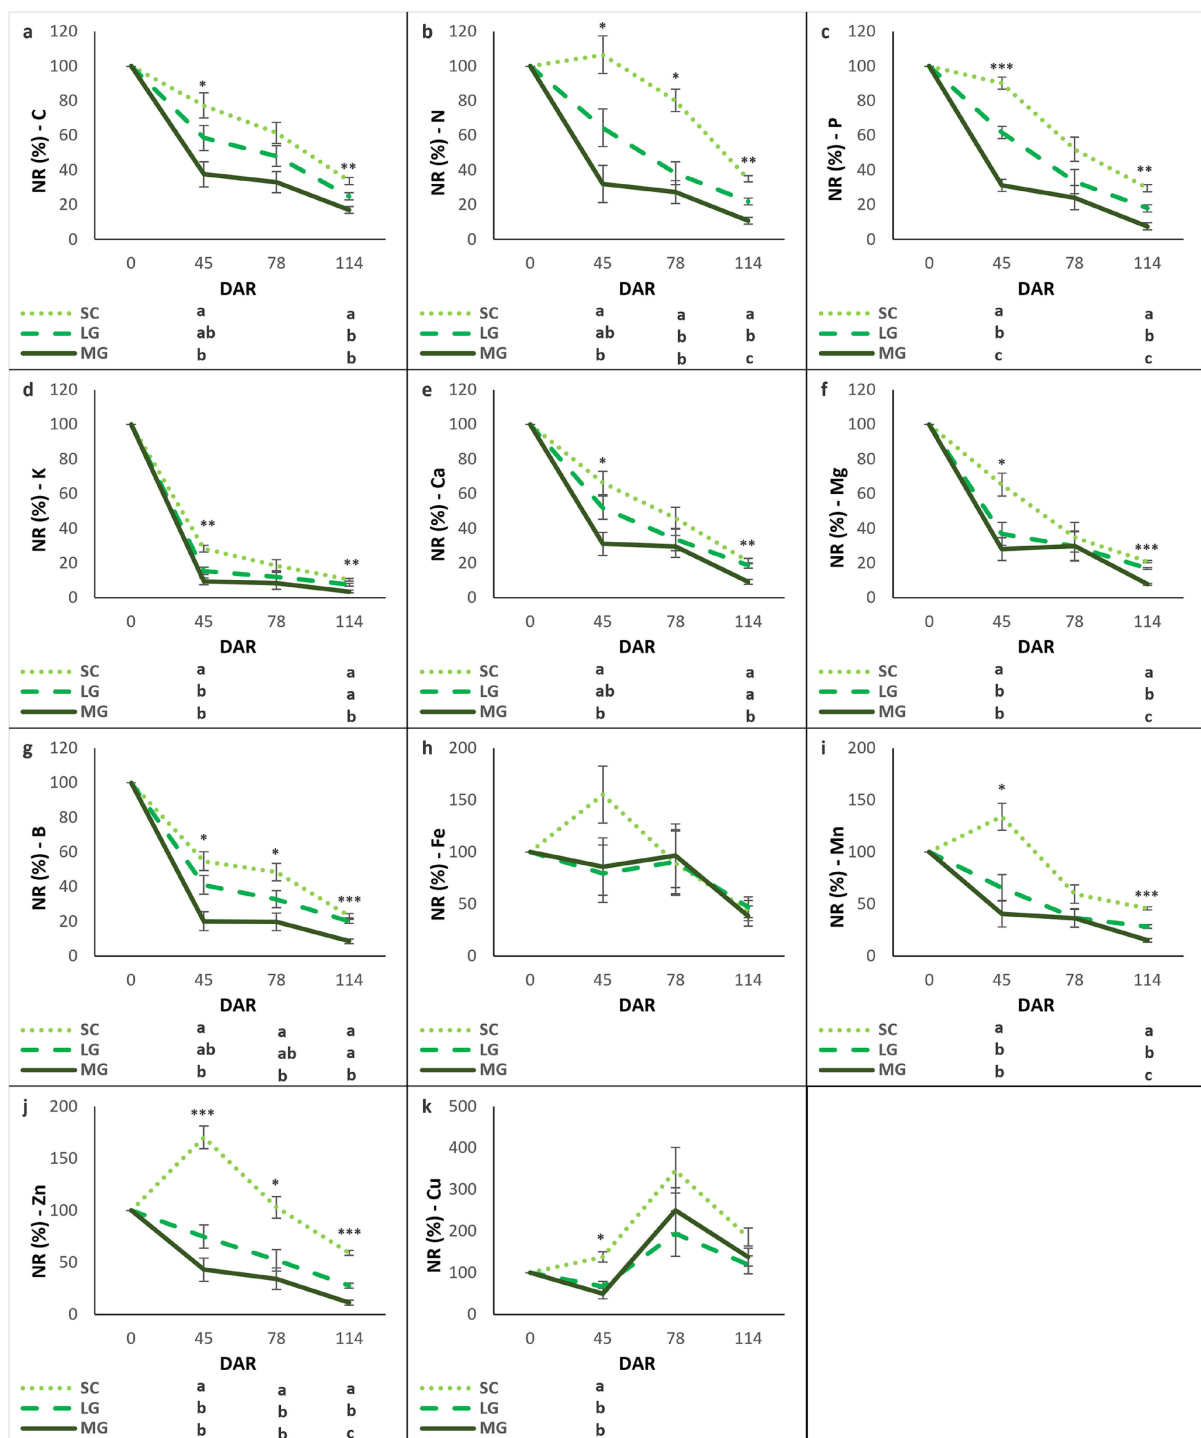 a
120
100
80
60
40
20
0
NR (%) - C
*
**
0 45 78 114
DAR
SC a a
LG ab b
MG b b
b
120
100
80
60
40
20
0
NR (%) - N
*
*
**
0 45 78 114
DAR
SC a a a
LG ab b b
MG b b c
c
120
100
80
60
40
20
0
NR (%) - P
***
**
0 45 78 114
DAR
SC a a
LG b b
MG c c
d
120
100
80
60
40
20
0
NR (%) - K
**
**
0 45 78 114
DAR
SC a a
LG b a
MG b b
e
120
100
80
60
40
20
0
NR (%) - Ca
*
**
0 45 78 114
DAR
SC a a
LG ab a
MG b b
f
120
100
80
60
40
20
0
NR (%) - Mg
*
***
0 45 78 114
DAR
SC a a
LG b b
MG b c
g
120
100
80
60
40
20
0
NR (%) - B
*
*
***
0 45 78 114
DAR
SC a a a
LG ab ab a
MG b b b
h
200
150
100
50
0
NR (%) - Fe
0 45 78 114
DAR
SC
LG
MG
i
200
150
100
50
0
NR (%) - Mn
*
***
0 45 78 114
DAR
SC a a
LG b b
MG b c
j
200
150
100
50
0
NR (%) - Zn
***
*
***
0 45 78 114
DAR
SC a a a
LG b b b
MG b b c
k
500
400
300
200
100
0
NR (%) - Cu
*
0 45 78 114
DAR
SC a
LG b
MG b